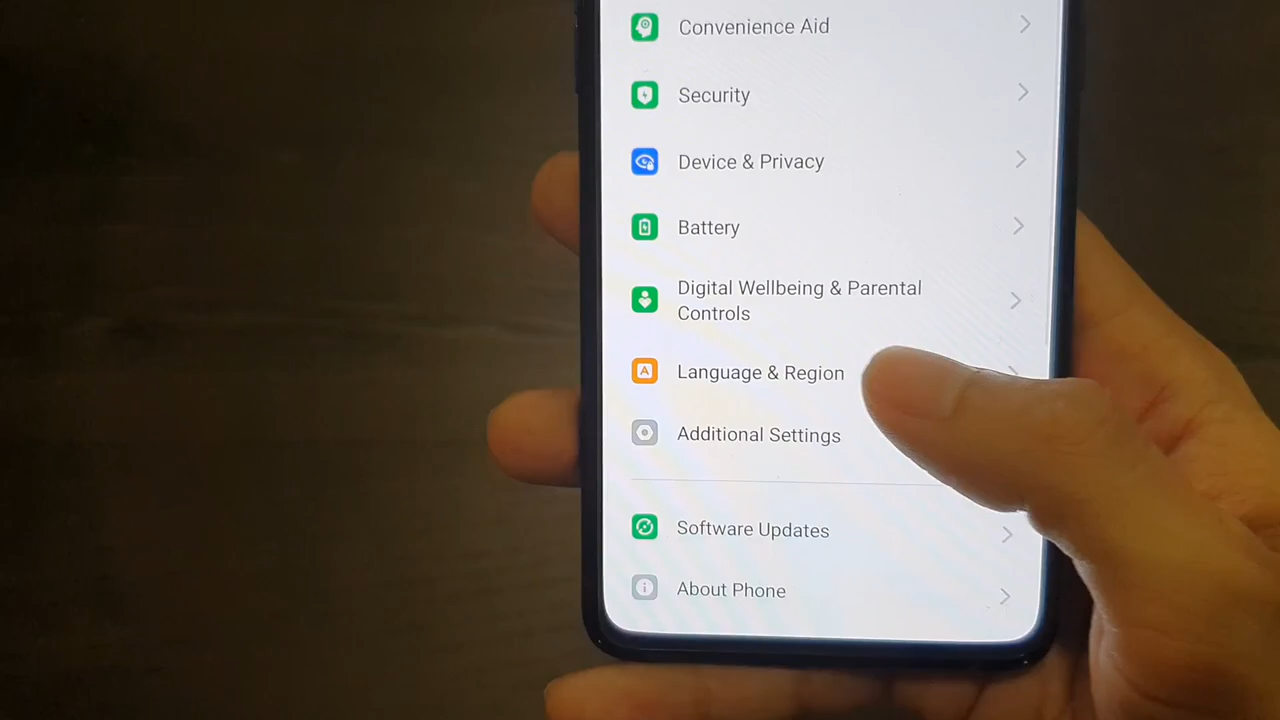 Convenience Aid
Security
Device & Privacy
Battery
Digital Wellbeing & Parental
Controls
Language & Region
Additional Settings
Software Updates
About Phone